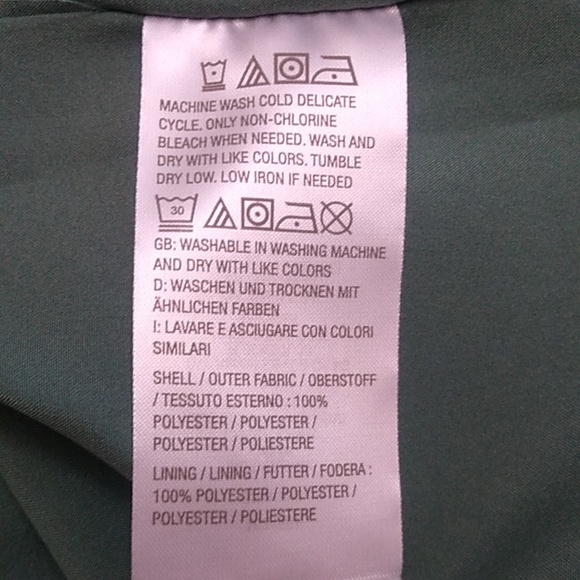 MACHINE WASH COLD DELICATE
CYCLE. ONLY NON-CHLORINE
BLEACH WHEN NEEDED. WASH AND
DRY WITH LIKE COLORS. TUMBLE
DRY LOW. LOW IRON IF NEEDED
30
GB: WASHABLE IN WASHING MACHINE
AND DRY WITH LIKE COLORS
D: WASCHEN UND TROCKNEN MIT
ÄHNLICHEN FARBEN
I: LAVARE E ASCIUGARE CON COLORI
SIMILARI
SHELL / OUTER FABRIC / OBERSTOFF
/ TESSUTO ESTERNO : 100%
POLYESTER / POLYESTER /
POLYESTER / POLIESTERE
LINING / LINING / FUTTER / FODERA :
100% POLYESTER / POLYESTER /
POLYESTER / POLIESTERE